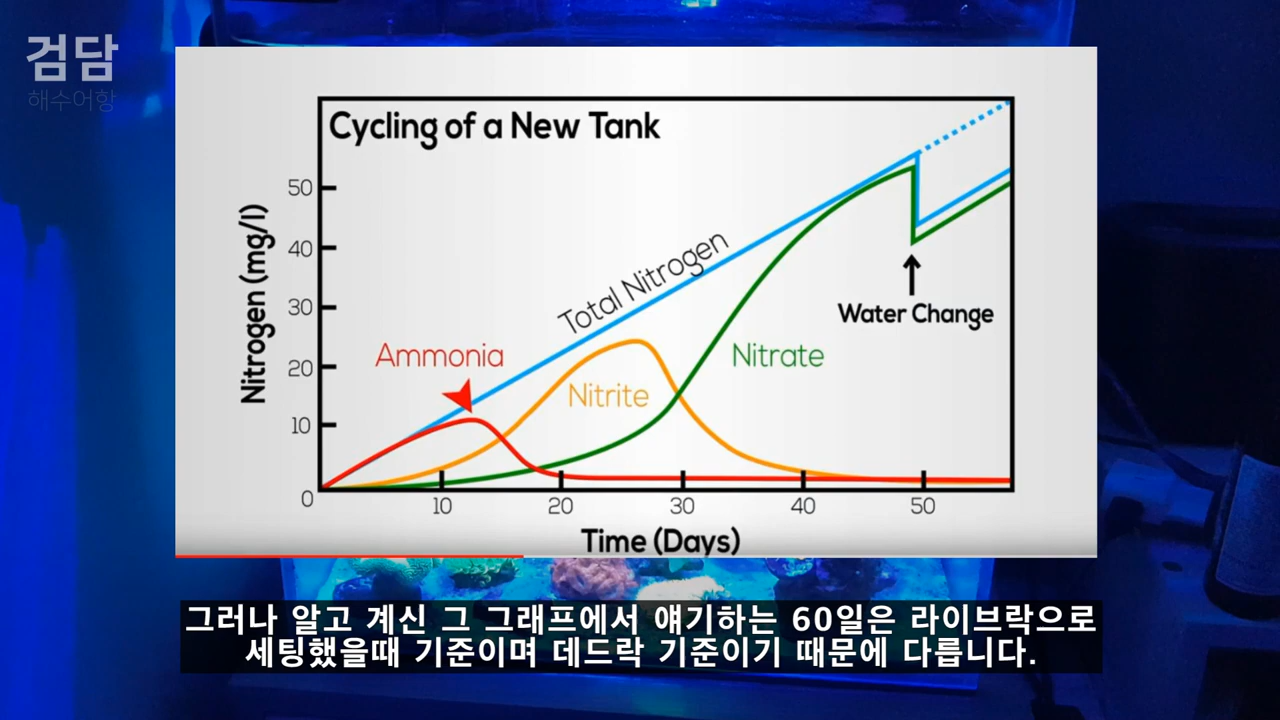 검담
해수어항
Cycling of a New Tank
Nitrogen (mg/l)
50
40
30
20
10
0
Total Nitrogen
Ammonia
Nitrite
Nitrate
Water Change
10
20
30
40
50
Time (Days)
그러나 알고 계신 그 그래프에서 얘기하는 60일은 라이브락으로
세팅했을때 기준이며 데드락 기준이기 때문에 다릅니다.